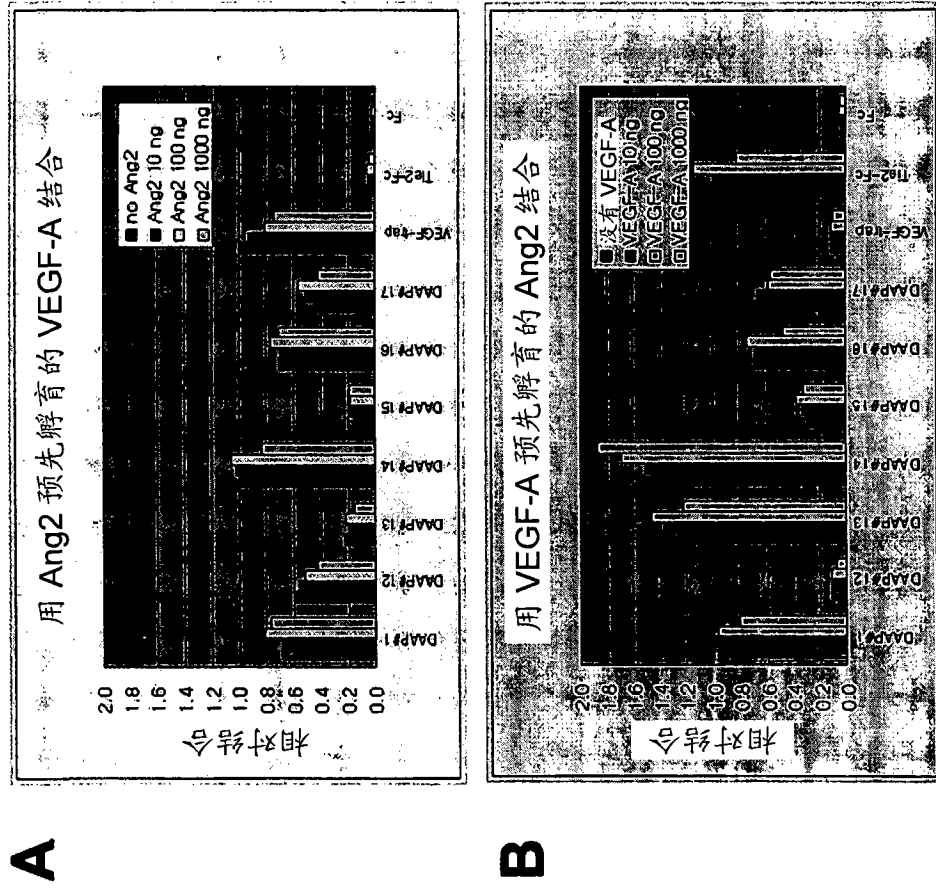 A
用 Ang2 预先孵育的 VEGF-A 结合
相对结合
2.0
1.8
1.6
1.4
1.2
1.0
0.8
0.6
0.4
0.2
0.0
no Ang2
Ang2 10 ng
Ang2 100 ng
Ang2 1000 ng
DAAP#1
DAAP#12
DAAP#13
DAAP#14
DAAP#15
DAAP#16
DAAP#17
VEGF-trap
Tie2-Fc
Fc
B
用 VEGF-A 预先孵育的 Ang2 结合
相对结合
2.0
1.8
1.6
1.4
1.2
1.0
0.8
0.6
0.4
0.2
0.0
没有 VEGF-A
VEGF-A 10 ng
VEGF-A 100 ng
VEGF-A 1000 ng
DAAP#1
DAAP#12
DAAP#13
DAAP#14
DAAP#15
DAAP#16
DAAP#17
VEGF-trap
Tie2-Fc
Fc